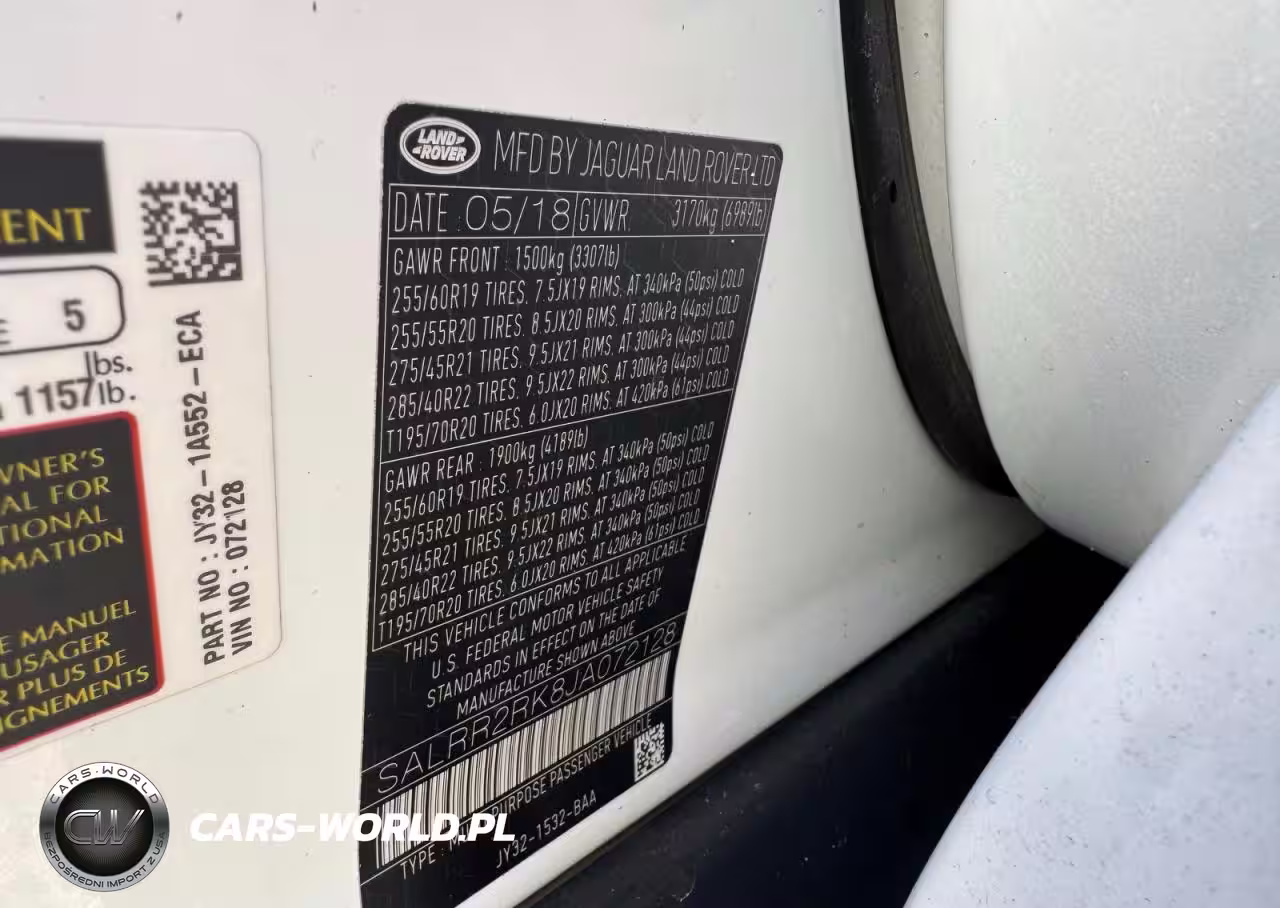 ENT
5
lbs.
1157lb.
WNER'S
AL FOR
TIONAL
MATION
E MANUEL
USAGER
R PLUS DE
IGNEMENTS
PART NO : JY32-1A552-ECA
VIN NO : 072128
LAND
ROVER
MFD BY JAGUAR LAND ROVER LTD
DATE : 05/18 GVWR. 3170kg (6989lb)
GAWR FRONT : 1500kg (3307lb)
255/60R19 TIRES, 7.5JX19 RIMS, AT 340kPa (50psi) COLD
255/55R20 TIRES, 8.5JX20 RIMS, AT 300kPa (44psi) COLD
275/45R21 TIRES, 9.5JX21 RIMS, AT 300kPa (44psi) COLD
285/40R22 TIRES, 9.5JX22 RIMS, AT 300kPa (44psi) COLD
T195/70R20 TIRES, 6.0JX20 RIMS, AT 420kPa (61psi) COLD
GAWR REAR : 1900kg (4189lb)
255/60R19 TIRES, 7.5JX19 RIMS, AT 340kPa (50psi) COLD
255/55R20 TIRES, 8.5JX20 RIMS, AT 340kPa (50psi) COLD
275/45R21 TIRES, 9.5JX21 RIMS, AT 340kPa (50psi) COLD
285/40R22 TIRES, 9.5JX22 RIMS, AT 340kPa (50psi) COLD
T195/70R20 TIRES, 6.0JX20 RIMS, AT 420kPa (61psi) COLD
THIS VEHICLE CONFORMS TO ALL APPLICABLE
U.S. FEDERAL MOTOR VEHICLE SAFETY
STANDARDS IN EFFECT ON THE DATE OF
MANUFACTURE SHOWN ABOVE
SALRR2RK8JA072128
TYPE : PURPOSE PASSENGER VEHICLE
JY32-1532-BAA
CARS-WORLD
CW
BEZPOŚREDNI IMPORT Z USA
CARS-WORLD.PL